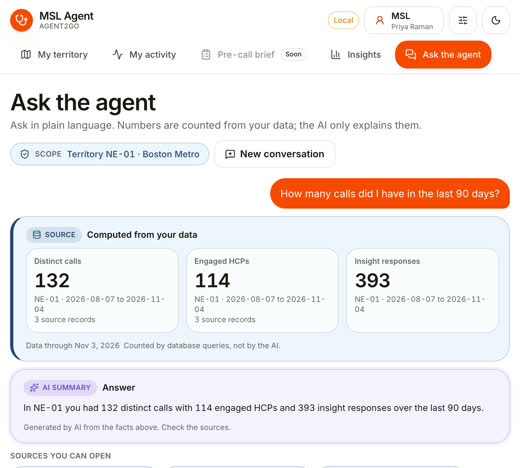 MSL Agent
AGENT2GO
Local
MSL
Priya Raman
My territory
My activity
Pre-call brief
Soon
Insights
Ask the agent
Ask the agent
Ask in plain language. Numbers are counted from your data; the AI only explains them.
SCOPE Territory NE-01 · Boston Metro
New conversation
How many calls did I have in the last 90 days?
SOURCE
Computed from your data
Distinct calls
132
NE-01 · 2026-08-07 to 2026-11-
04
3 source records
Engaged HCPs
114
NE-01 · 2026-08-07 to 2026-11-
04
3 source records
Insight responses
393
NE-01 · 2026-08-07 to 2026-11-
04
Data through Nov 3, 2026 Counted by database queries, not by the AI.
AI SUMMARY
Answer
In NE-01 you had 132 distinct calls with 114 engaged HCPs and 393 insight responses over the last 90 days.
Generated by AI from the facts above. Check the sources.
SOURCES YOU CAN OPEN